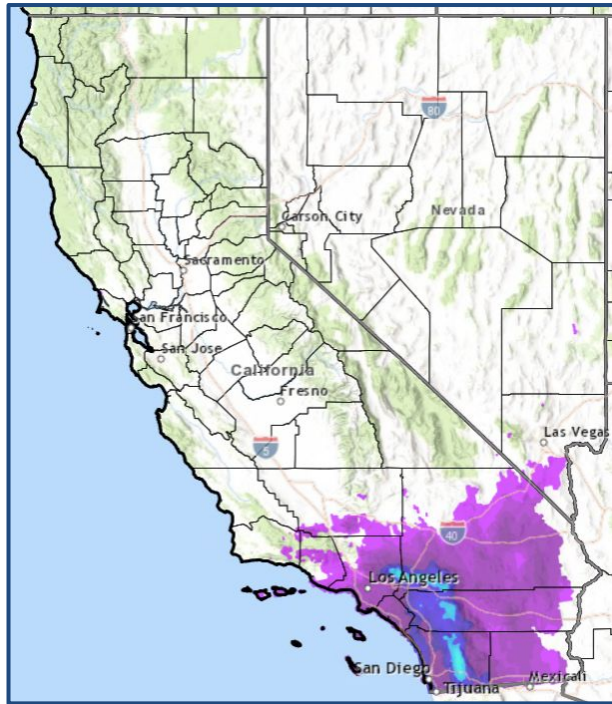 80
Carson City
Nevada
Sacramento
San Francisco
San Jose
California
Fresno
5
Las Vegas
40
Los Angeles
San Diego
Tijuana
Mexicali